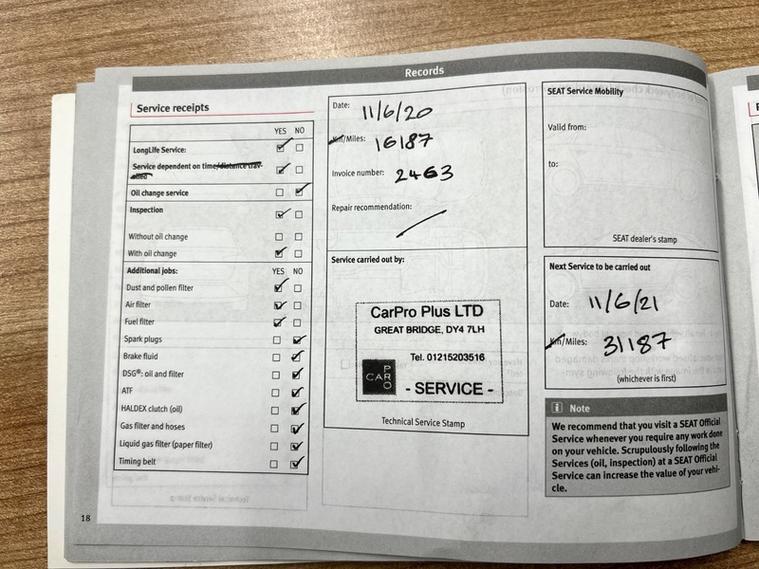 Records
Service receipts
YES NO
LongLife Service:
Service dependent on time/distance trav-
elled
Oil change service
Inspection
Without oil change
With oil change
Additional jobs: YES NO
Dust and pollen filter
Air filter
Fuel filter
Spark plugs
Brake fluid
DSG®: oil and filter
ATF
HALDEX clutch (oil)
Gas filter and hoses
Liquid gas filter (paper filter)
Timing belt
18
Date: 11/6/20
Km/Miles: 16187
Invoice number: 2463
Repair recommendation:
Service carried out by:
CarPro Plus LTD
GREAT BRIDGE, DY4 7LH
Tel. 01215203516
CAR PRO
- SERVICE -
Technical Service Stamp
SEAT Service Mobility
Valid from:
to:
SEAT dealer's stamp
Next Service to be carried out
Date: 11/6/21
Km/Miles: 31187
(whichever is first)
i Note
We recommend that you visit a SEAT Official
Service whenever you require any work done
on your vehicle. Scrupulously following the
Services (oil, inspection) at a SEAT Official
Service can increase the value of your vehi-
cle.